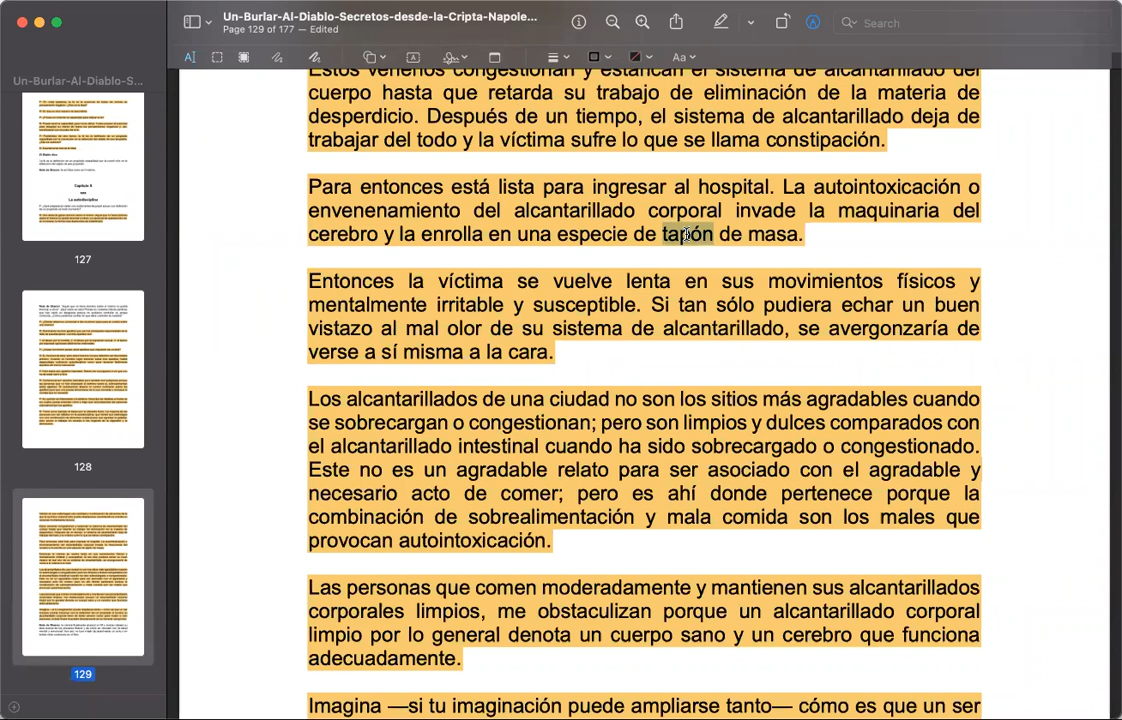 Un-Burlar-Al-Diablo-Secretos-desde-la-Cripta-Napole...
Page 129 of 177 — Edited
Search
Un-Burlar-Al-Diablo-S...
127
128
129
Estos venenos congestionan y estancan el sistema de alcantarillado del
cuerpo hasta que retarda su trabajo de eliminación de la materia de
desperdicio. Después de un tiempo, el sistema de alcantarillado deja de
trabajar del todo y la víctima sufre lo que se llama constipación.
Para entonces está lista para ingresar al hospital. La autointoxicación o
envenenamiento del alcantarillado corporal invade la maquinaria del
cerebro y la enrolla en una especie de tapón de masa.
Entonces la víctima se vuelve lenta en sus movimientos físicos y
mentalmente irritable y susceptible. Si tan sólo pudiera echar un buen
vistazo al mal olor de su sistema de alcantarillado, se avergonzaría de
verse a sí misma a la cara.
Los alcantarillados de una ciudad no son los sitios más agradables cuando
se sobrecargan o congestionan; pero son limpios y dulces comparados con
el alcantarillado intestinal cuando ha sido sobrecargado o congestionado.
Este no es un agradable relato para ser asociado con el agradable y
necesario acto de comer; pero es ahí donde pertenece porque la
combinación de sobrealimentación y mala comida son los males que
provocan autointoxicación.
Las personas que comen moderadamente y mantienen sus alcantarillados
corporales limpios, me obstaculizan porque un alcantarillado corporal
limpio por lo general denota un cuerpo sano y un cerebro que funciona
adecuadamente.
Imagina —si tu imaginación puede ampliarse tanto— cómo es que un ser